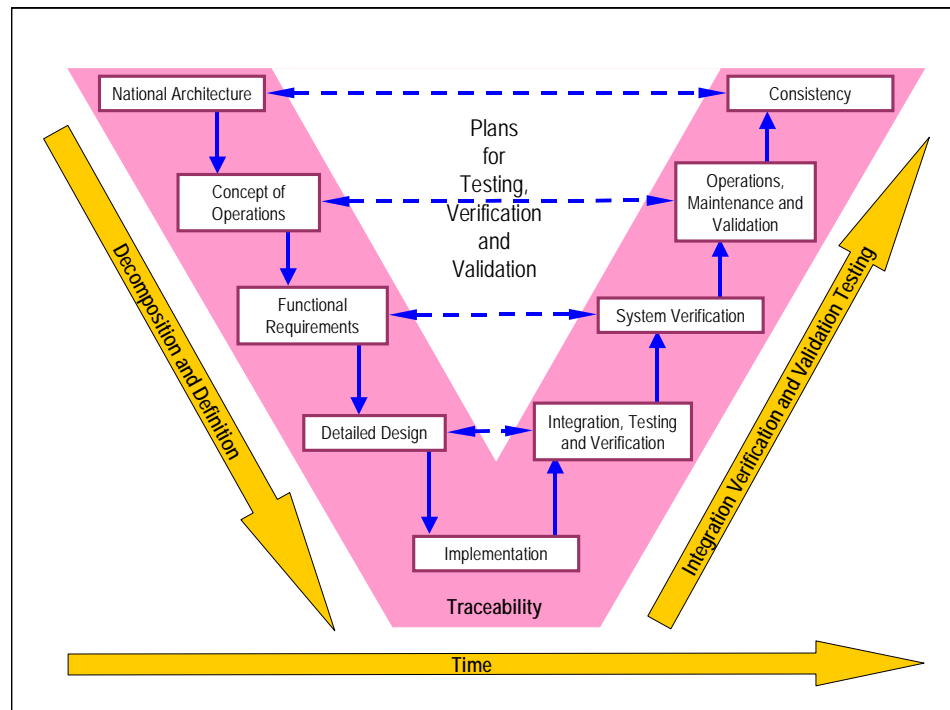 National Architecture
Consistency
Plans
for
Testing,
Verification
and
Validation
Concept of
Operations
Operations,
Maintenance and
Validation
Decomposition and Definition
Functional
Requirements
System Verification
Integration Verification and Validation Testing
Detailed Design
Integration, Testing
and Verification
Implementation
Traceability
Time